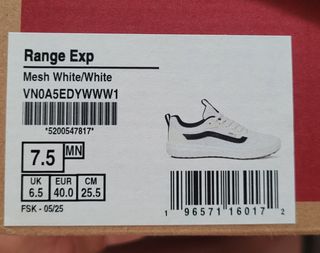 Range Exp
Mesh White/White
VN0A5EDYWWW1
*5200547817*
7.5 MN
UK EUR CM
6.5 40.0 25.5
FSK - 05/25
1 96571 16017 2